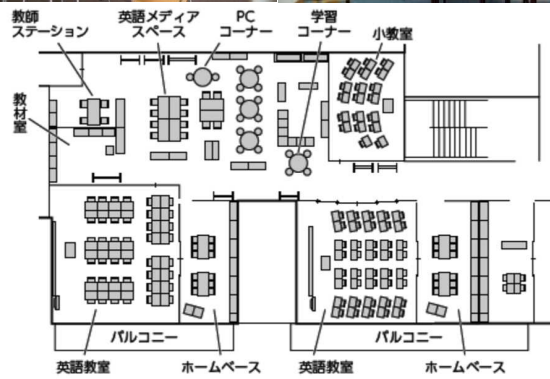 教師
ステーション
英語メディア
スペース
PC
コーナー
学習
コーナー
小教室
教材室
バルコニー
バルコニー
英語教室
ホームベース
英語教室
ホームベース